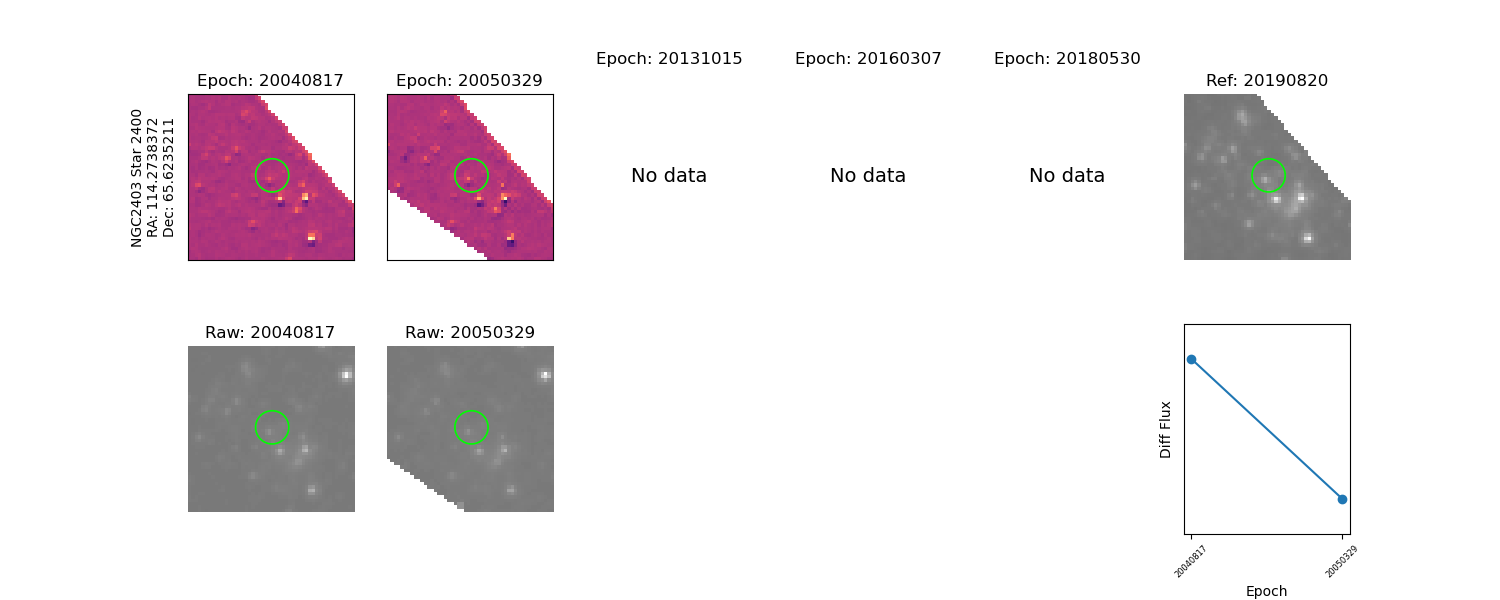 Epoch: 20040817
Epoch: 20050329
Epoch: 20131015
Epoch: 20160307
Epoch: 20180530
Ref: 20190820
NGC2403 Star 2400
RA: 114.2738372
Dec: 65.6235211
No data
No data
No data
Raw: 20040817
Raw: 20050329
Diff Flux
20040817
20050329
Epoch